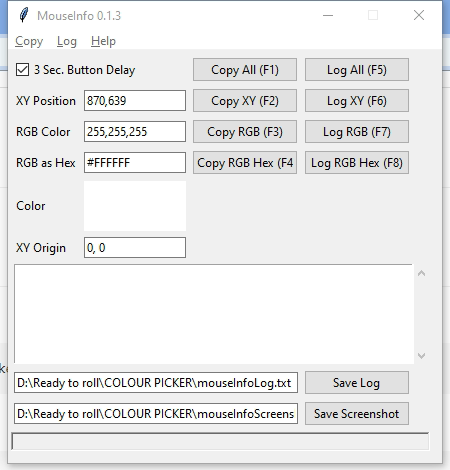 MouseInfo 0.1.3
Copy Log Help
3 Sec. Button Delay Copy All (F1) Log All (F5)
XY Position 870,639 Copy XY (F2) Log XY (F6)
RGB Color 255,255,255 Copy RGB (F3) Log RGB (F7)
RGB as Hex #FFFFFF Copy RGB Hex (F4 Log RGB Hex (F8)
Color
XY Origin 0, 0
D:\Ready to roll\COLOUR PICKER\mouseInfoLog.txt Save Log
D:\Ready to roll\COLOUR PICKER\mouseInfoScreens Save Screenshot